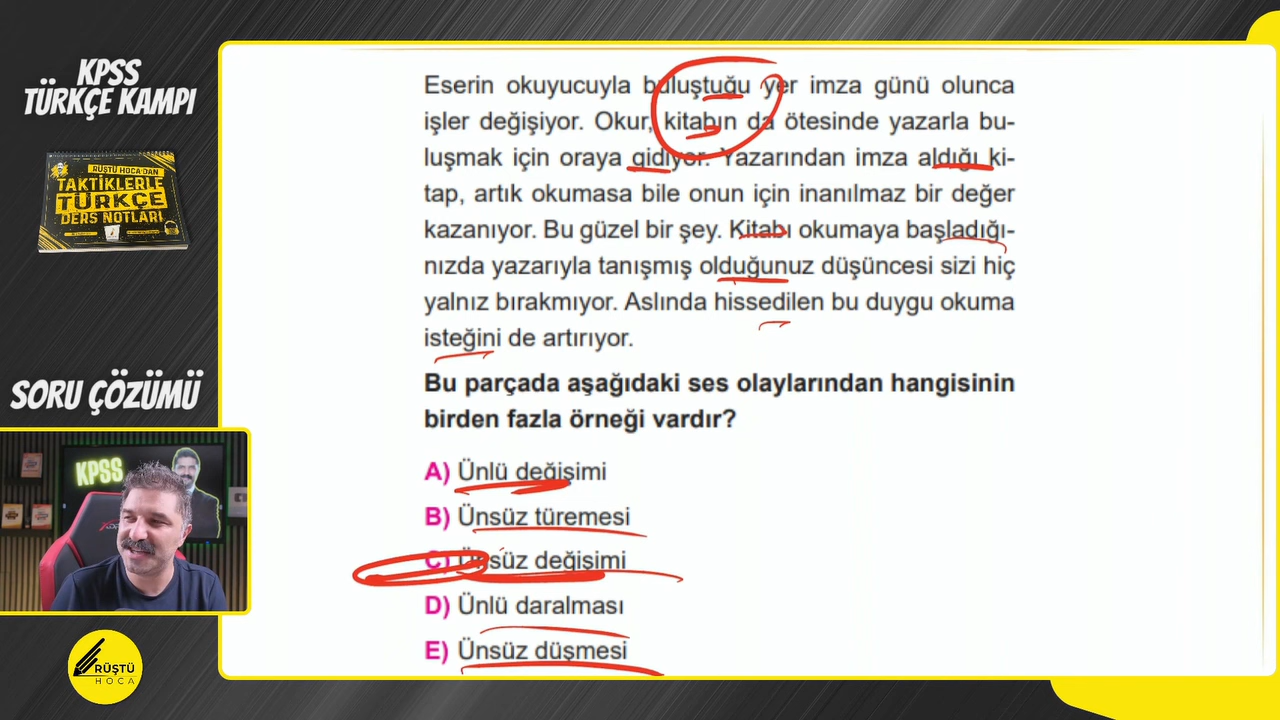 KPSS
TÜRKÇE KAMPI
RÜŞTÜ HOCA'DAN
TAKTİKLERLE
TÜRKÇE
DERS NOTLARI
SORU ÇÖZÜMÜ
KPSS
RÜŞTÜ
HOCA
Eserin okuyucuyla buluştuğu yer imza günü olunca
işler değişiyor. Okur, kitabın da ötesinde yazarla bu-
luşmak için oraya gidiyor. Yazarından imza aldığı ki-
tap, artık okumasa bile onun için inanılmaz bir değer
kazanıyor. Bu güzel bir şey. Kitabı okumaya başladığı-
nızda yazarıyla tanışmış olduğunuz düşüncesi sizi hiç
yalnız bırakmıyor. Aslında hissedilen bu duygu okuma
isteğini de artırıyor.
Bu parçada aşağıdaki ses olaylarından hangisinin
birden fazla örneği vardır?
A) Ünlü değişimi
B) Ünsüz türemesi
C) Ünsüz değişimi
D) Ünlü daralması
E) Ünsüz düşmesi